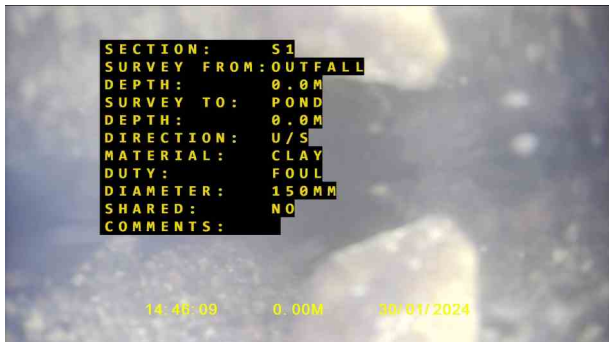 SECTION: S1
SURVEY FROM:OUTFALL
DEPTH: 0.0M
SURVEY TO: POND
DEPTH: 0.0M
DIRECTION: U/S
MATERIAL: CLAY
DUTY: FOUL
DIAMETER: 150MM
SHARED: NO
COMMENTS:
14:46:09 0.00M 30/01/2024